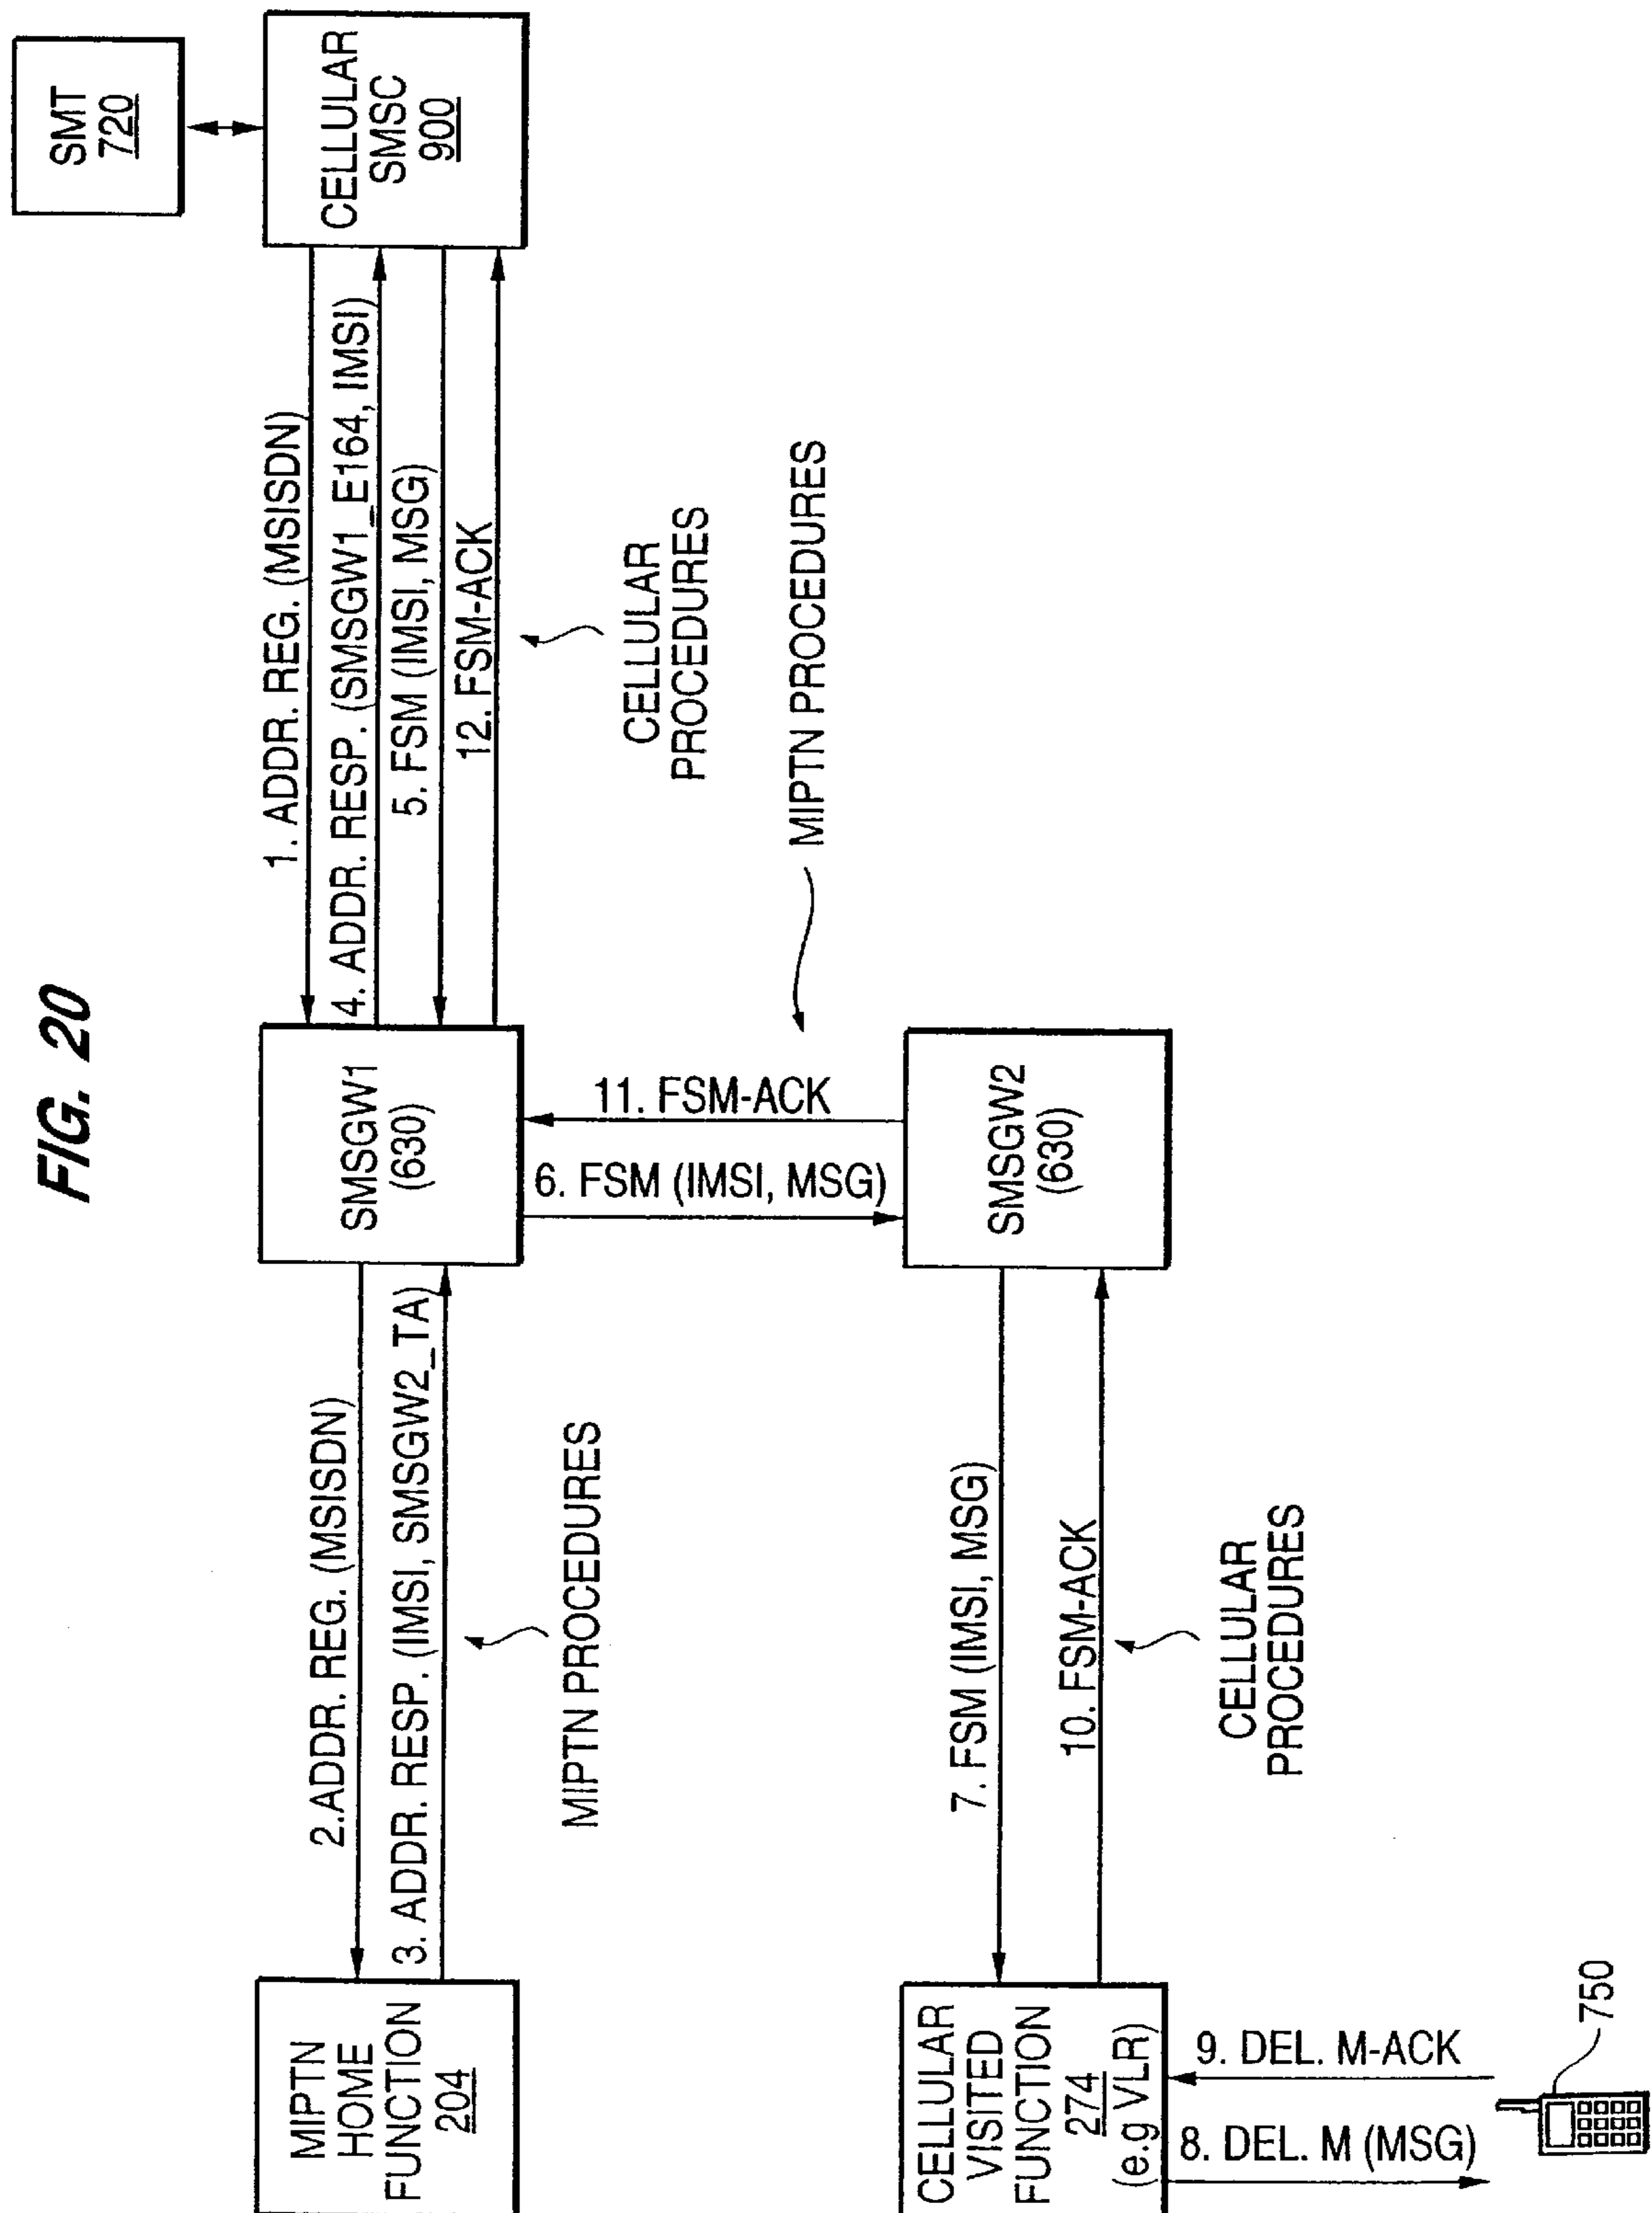 FIG. 20
SMT
720
CELLULAR
SMSC
900
1. ADDR. REG. (MSISDN)
4. ADDR. RESP. (SMSGW1_E164, IMSI)
5. FSM (IMSI, MSG)
12. FSM-ACK
CELLULAR
PROCEDURES
SMSGW1
(630)
2.ADDR. REG. (MSISDN)
3. ADDR. RESP. (IMSI, SMSGW2_TA)
MIPTN PROCEDURES
MIPTN
HOME
FUNCTION
204
11. FSM-ACK
6. FSM (IMSI, MSG)
MIPTN PROCEDURES
SMSGW2
(630)
7. FSM (IMSI, MSG)
10. FSM-ACK
CELLULAR
PROCEDURES
CELLULAR
VISITED
FUNCTION
274
(e.g VLR)
9. DEL. M-ACK
8. DEL. M (MSG)
750